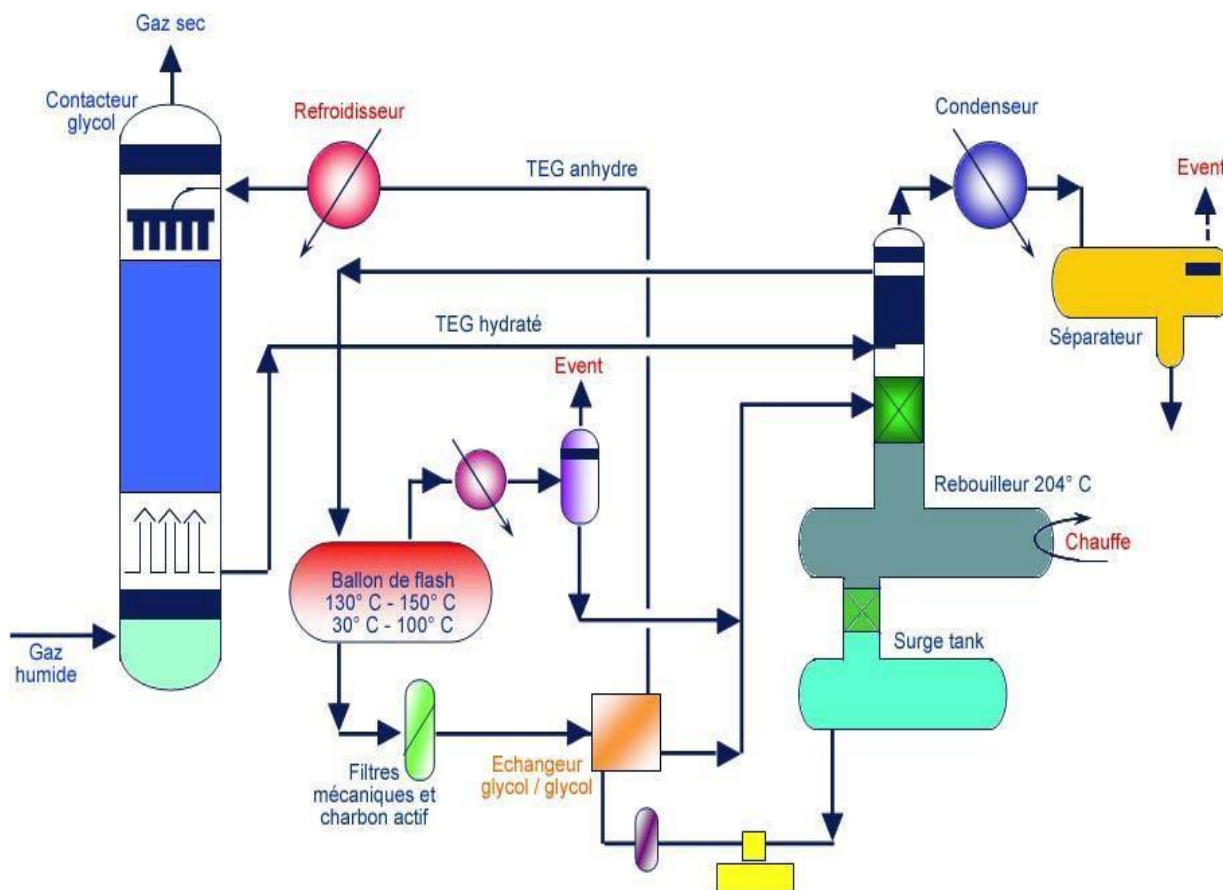 Gaz sec
Contacteur
glycol
Refroidisseur
Condenseur
TEG anhydre
Event
TEG hydraté
Séparateur
Event
Rebouilleur 204° C
Chauffe
Ballon de flash
130° C - 150° C
30° C - 100° C
Surge tank
Gaz
humide
Filtres
mécaniques et
charbon actif
Echangeur
glycol / glycol